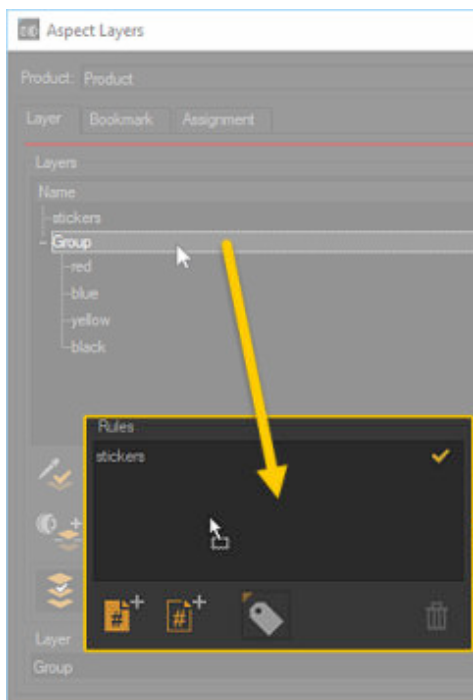 Aspect Layers
Product: Product
Layer Bookmark Assignment
Layers
Name
stickers
Group
red
blue
yellow
black
Rules
stickers
# #
Layer
Group